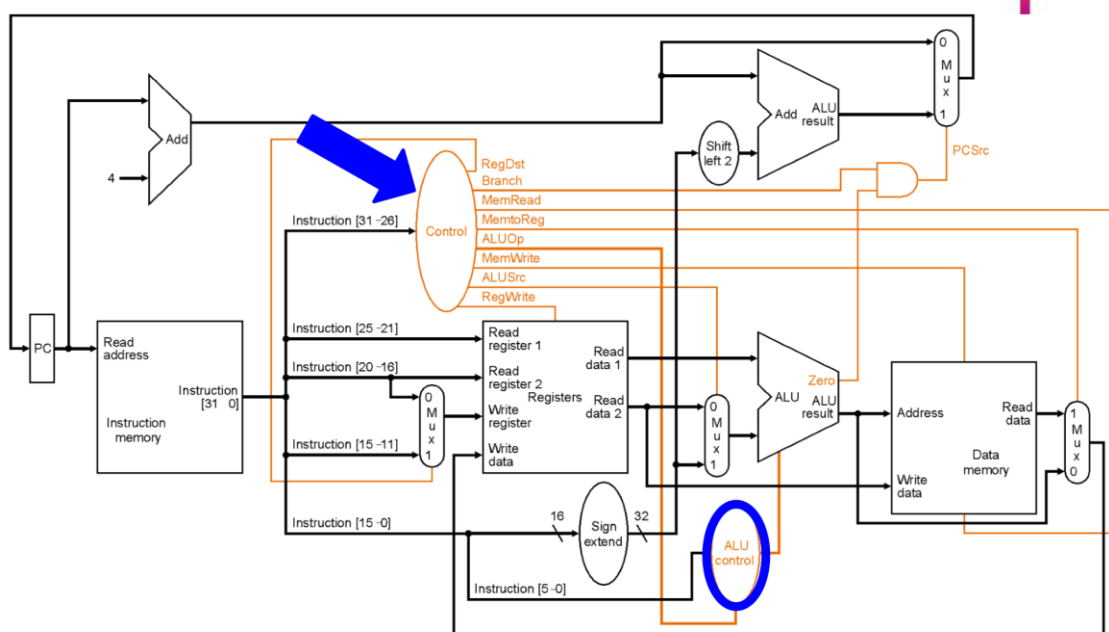 0
M
u
x
1
Add
4
Add
ALU
result
Shift
left 2
PCSrc
RegDst
Branch
MemRead
MemtoReg
ALUOp
MemWrite
ALUSrc
RegWrite
Control
Instruction [31-26]
Instruction [25-21]
Instruction [20-16]
Instruction [15-11]
Instruction [15-0]
Instruction [5-0]
PC
Read
address
Instruction
[31 0]
Instruction
memory
0
M
u
x
1
Read
register 1
Read
register 2
Registers
Write
register
Write
data
Read
data 1
Read
data 2
0
M
u
x
1
Zero
ALU
ALU
result
Address
Read
data
Data
memory
Write
data
1
M
u
x
0
16
Sign
extend
32
ALU
control